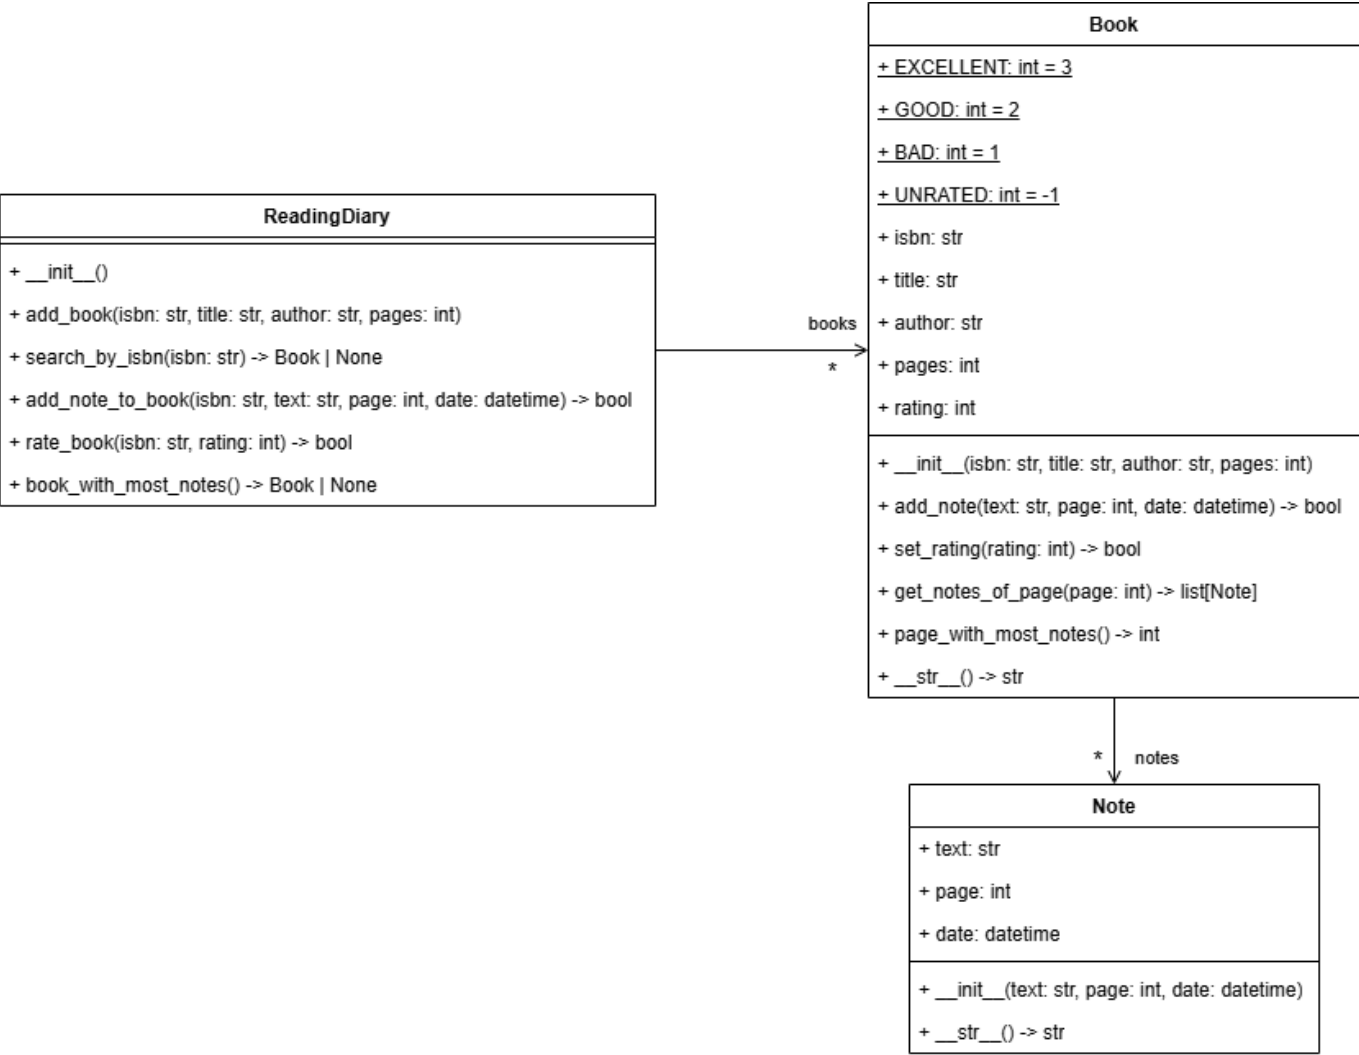 Book
+ EXCELLENT: int = 3
+ GOOD: int = 2
+ BAD: int = 1
+ UNRATED: int = -1
+ isbn: str
+ title: str
+ author: str
+ pages: int
+ rating: int
+ __init__(isbn: str, title: str, author: str, pages: int)
+ add_note(text: str, page: int, date: datetime) -> bool
+ set_rating(rating: int) -> bool
+ get_notes_of_page(page: int) -> list[Note]
+ page_with_most_notes() -> int
+ __str__() -> str
ReadingDiary
+ __init__()
+ add_book(isbn: str, title: str, author: str, pages: int)
+ search_by_isbn(isbn: str) -> Book | None
+ add_note_to_book(isbn: str, text: str, page: int, date: datetime) -> bool
+ rate_book(isbn: str, rating: int) -> bool
+ book_with_most_notes() -> Book | None
books
*
* notes
Note
+ text: str
+ page: int
+ date: datetime
+ __init__(text: str, page: int, date: datetime)
+ __str__() -> str